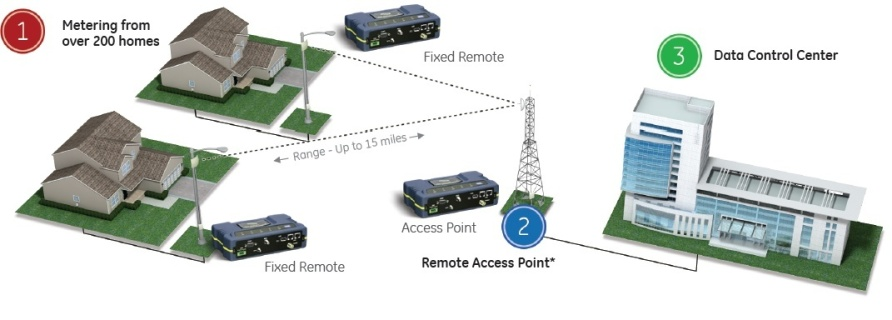 1
Metering from
over 200 homes
Fixed Remote
3
Data Control Center
Range - Up to 15 miles
Access Point
2
Fixed Remote
Remote Access Point*